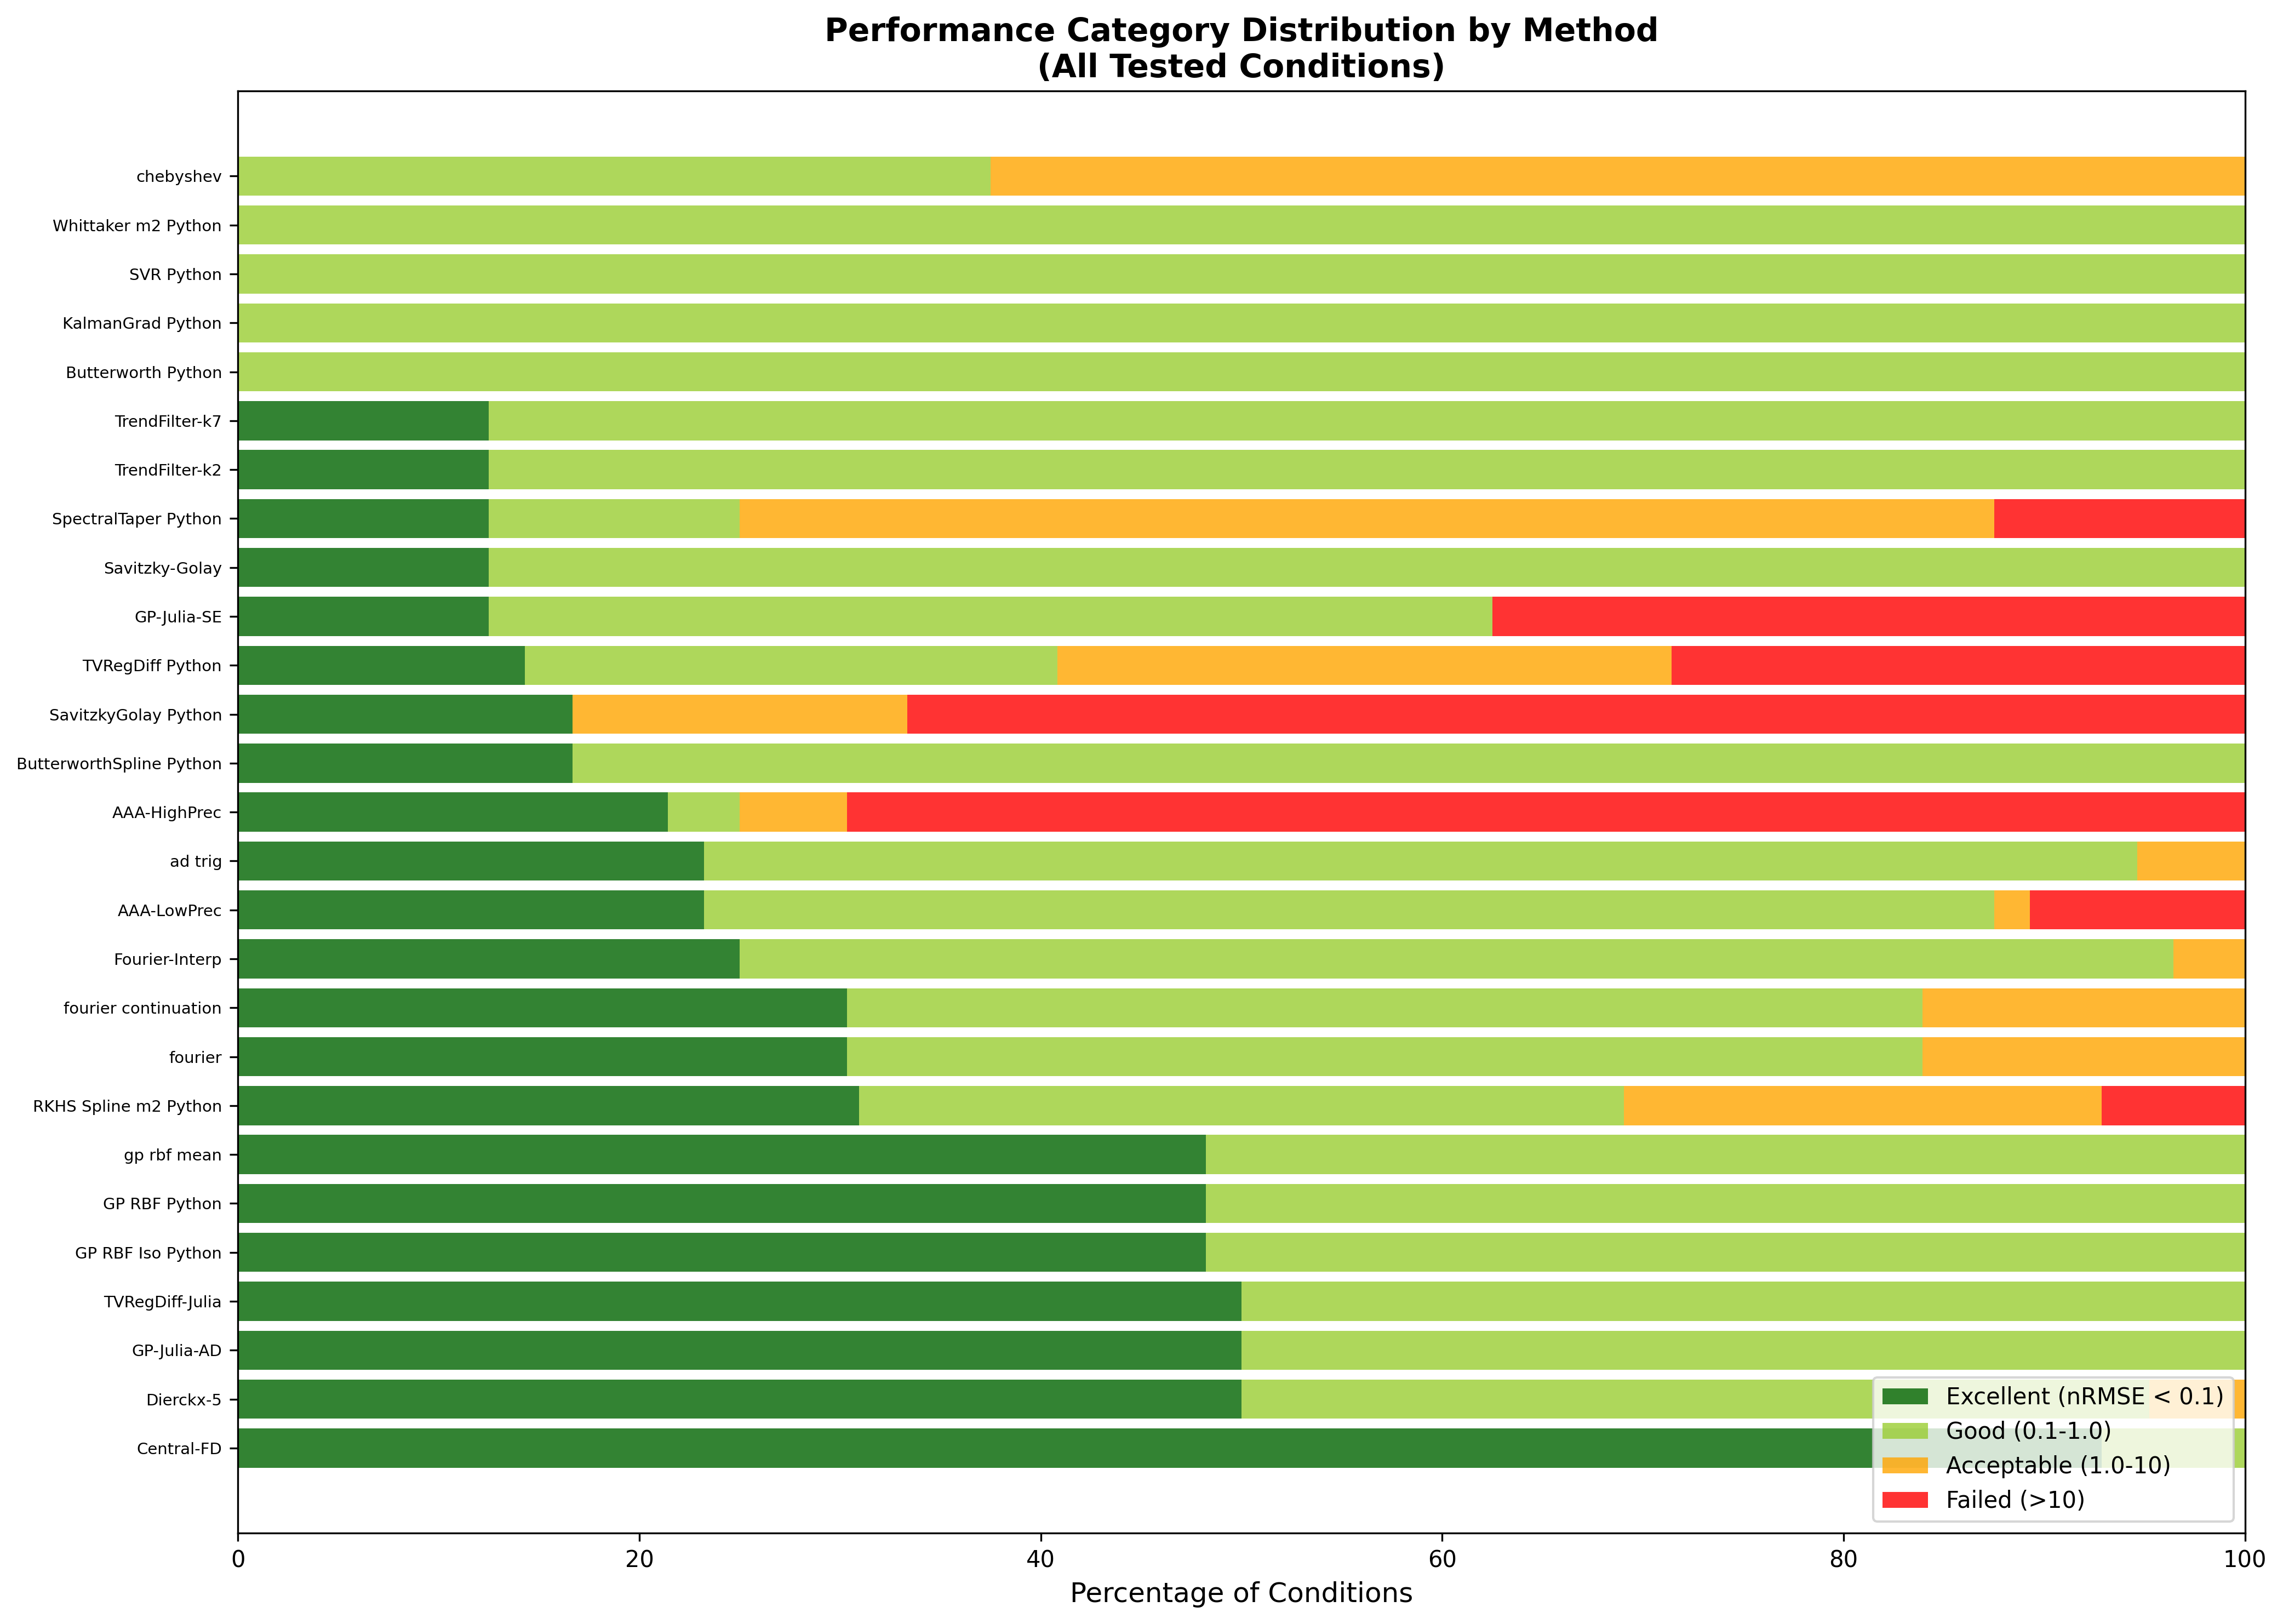 Performance Category Distribution by Method
(All Tested Conditions)
chebyshev
Whittaker m2 Python
SVR Python
KalmanGrad Python
Butterworth Python
TrendFilter-k7
TrendFilter-k2
SpectralTaper Python
Savitzky-Golay
GP-Julia-SE
TVRegDiff Python
SavitzkyGolay Python
ButterworthSpline Python
AAA-HighPrec
ad trig
AAA-LowPrec
Fourier-Interp
fourier continuation
fourier
RKHS Spline m2 Python
gp rbf mean
GP RBF Python
GP RBF Iso Python
TVRegDiff-Julia
GP-Julia-AD
Dierckx-5
Central-FD
Excellent (nRMSE < 0.1)
Good (0.1-1.0)
Acceptable (1.0-10)
Failed (>10)
0 20 40 60 80 100
Percentage of Conditions